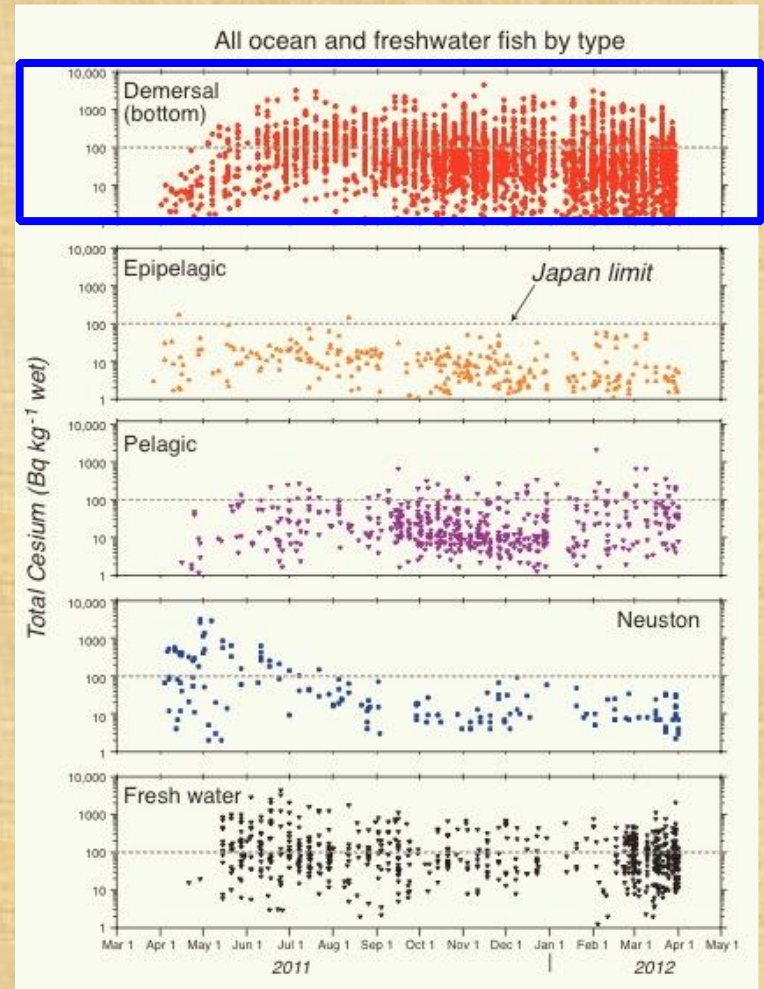 All ocean and freshwater fish by type
Total Cesium (Bq kg⁻¹ wet)
Demersal
(bottom)
10,000
1000
100
10
Epipelagic
Japan limit
10,000
1000
100
10
1
Pelagic
10,000
1000
100
10
1
Neuston
10,000
1000
100
10
1
Fresh water
10,000
1000
100
10
1
Mar 1 Apr 1 May 1 Jun 1 Jul 1 Aug 1 Sep 1 Oct 1 Nov 1 Dec 1 Jan 1 Feb 1 Mar 1 Apr 1 May 1
2011 2012